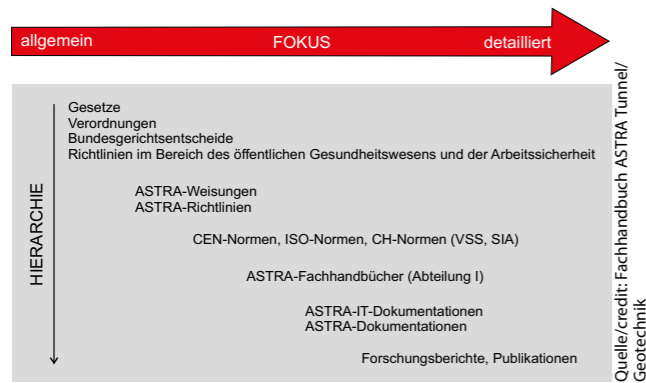 allgemein FOKUS detailliert
Gesetze
Verordnungen
Bundesgerichtsentscheide
Richtlinien im Bereich des öffentlichen Gesundheitswesens und der Arbeitssicherheit
ASTRA-Weisungen
ASTRA-Richtlinien
CEN-Normen, ISO-Normen, CH-Normen (VSS, SIA)
ASTRA-Fachhandbücher (Abteilung I)
ASTRA-IT-Dokumentationen
ASTRA-Dokumentationen
Forschungsberichte, Publikationen
HIERARCHIE
Quelle/credit: Fachhandbuch ASTRA Tunnel/
Geotechnik